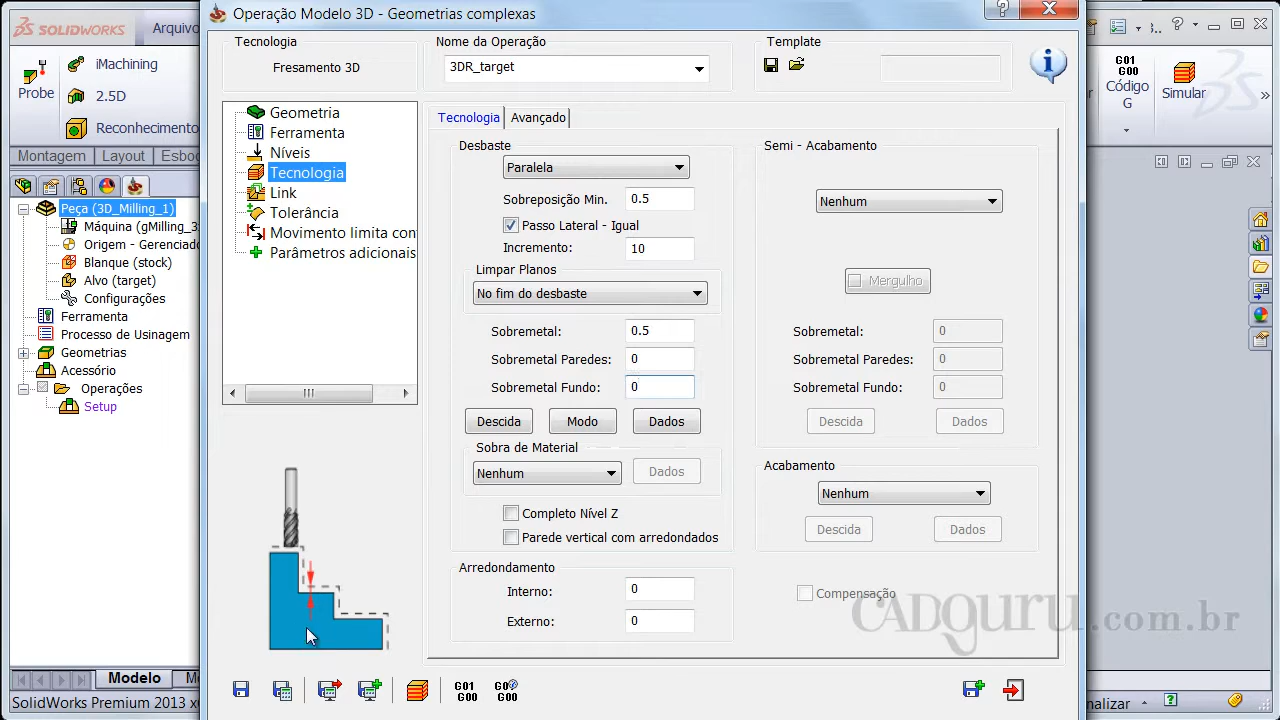 SOLIDWORKS
Arquivo
Operação Modelo 3D - Geometrias complexas
?
iMachining
Probe
2.5D
Reconhecimento
Montagem
Layout
Esboo
G01
G00
Código
G
Simular
»
Tecnologia
Fresamento 3D
Nome da Operação
3DR_target
Template
Geometria
Ferramenta
Níveis
Tecnologia
Link
Tolerância
Movimento limita con
Parâmetros adicionais
Peça (3D_Milling_1)
Máquina (gMilling_3
Origem - Gerenciado
Blanque (stock)
Alvo (target)
Configurações
Ferramenta
Processo de Usinagem
Geometrias
Acessório
Operações
Setup
Tecnologia
Avançado
Desbaste
Paralela
Sobreposição Min.
0.5
Passo Lateral - Igual
Incremento:
10
Limpar Planos
No fim do desbaste
Sobremetal:
0.5
Sobremetal Paredes:
0
Sobremetal Fundo:
0
Descida
Modo
Dados
Sobra de Material
Nenhum
Dados
Completo Nível Z
Parede vertical com arredondados
Arredondamento
Interno:
0
Externo:
0
Semi - Acabamento
Nenhum
Mergulho
Sobremetal:
0
Sobremetal Paredes:
0
Sobremetal Fundo:
0
Descida
Dados
Acabamento
Nenhum
Descida
Dados
Compensação
CADguru.com.br
G01
G00
G0
G00
Modelo
SolidWorks Premium 2013 x
nalizar